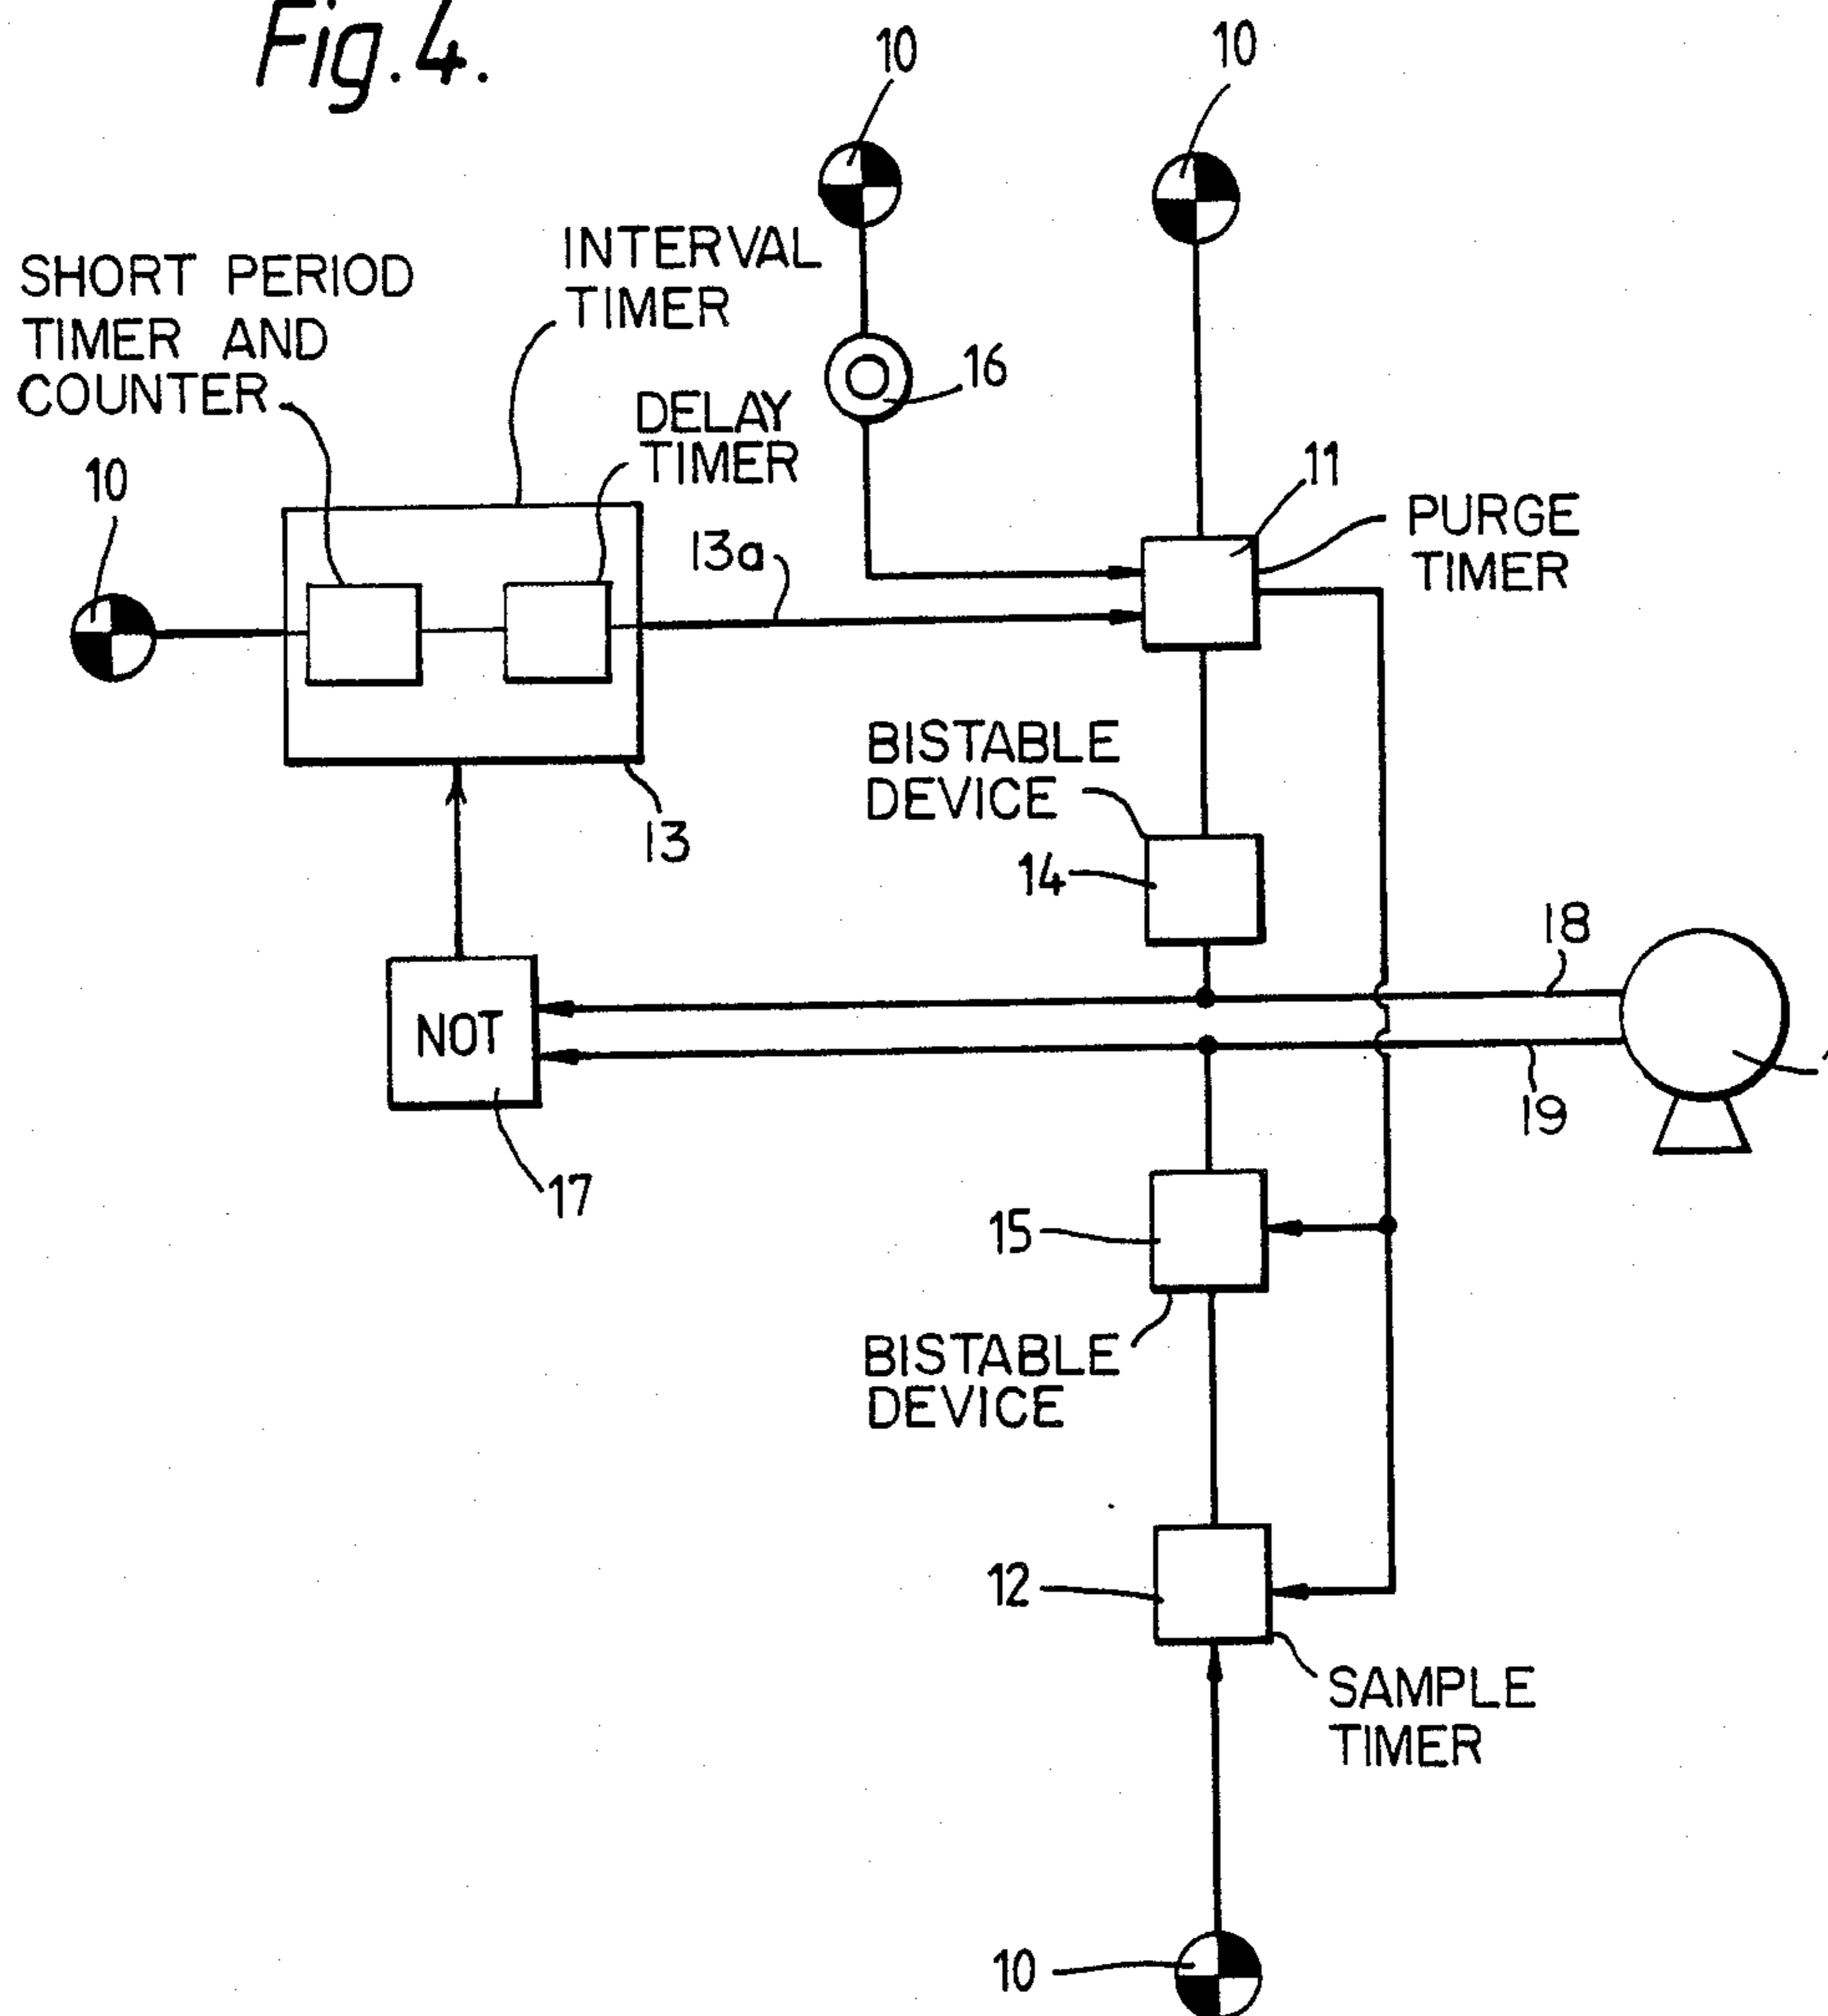 Fig.4.
10
10
SHORT PERIOD
TIMER AND
COUNTER
INTERVAL
TIMER
16
DELAY
TIMER
10
11
PURGE
TIMER
13a
BISTABLE
DEVICE
13
14
18
NOT
19
17
15
BISTABLE
DEVICE
12
SAMPLE
TIMER
10